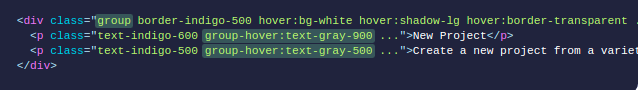 <div class="group border-indigo-500 hover:bg-white hover:shadow-lg hover:border-transparent .
<p class="text-indigo-600 group-hover:text-gray-900 ...">New Project</p>
<p class="text-indigo-500 group-hover:text-gray-500 ...">Create a new project from a variet
</div>